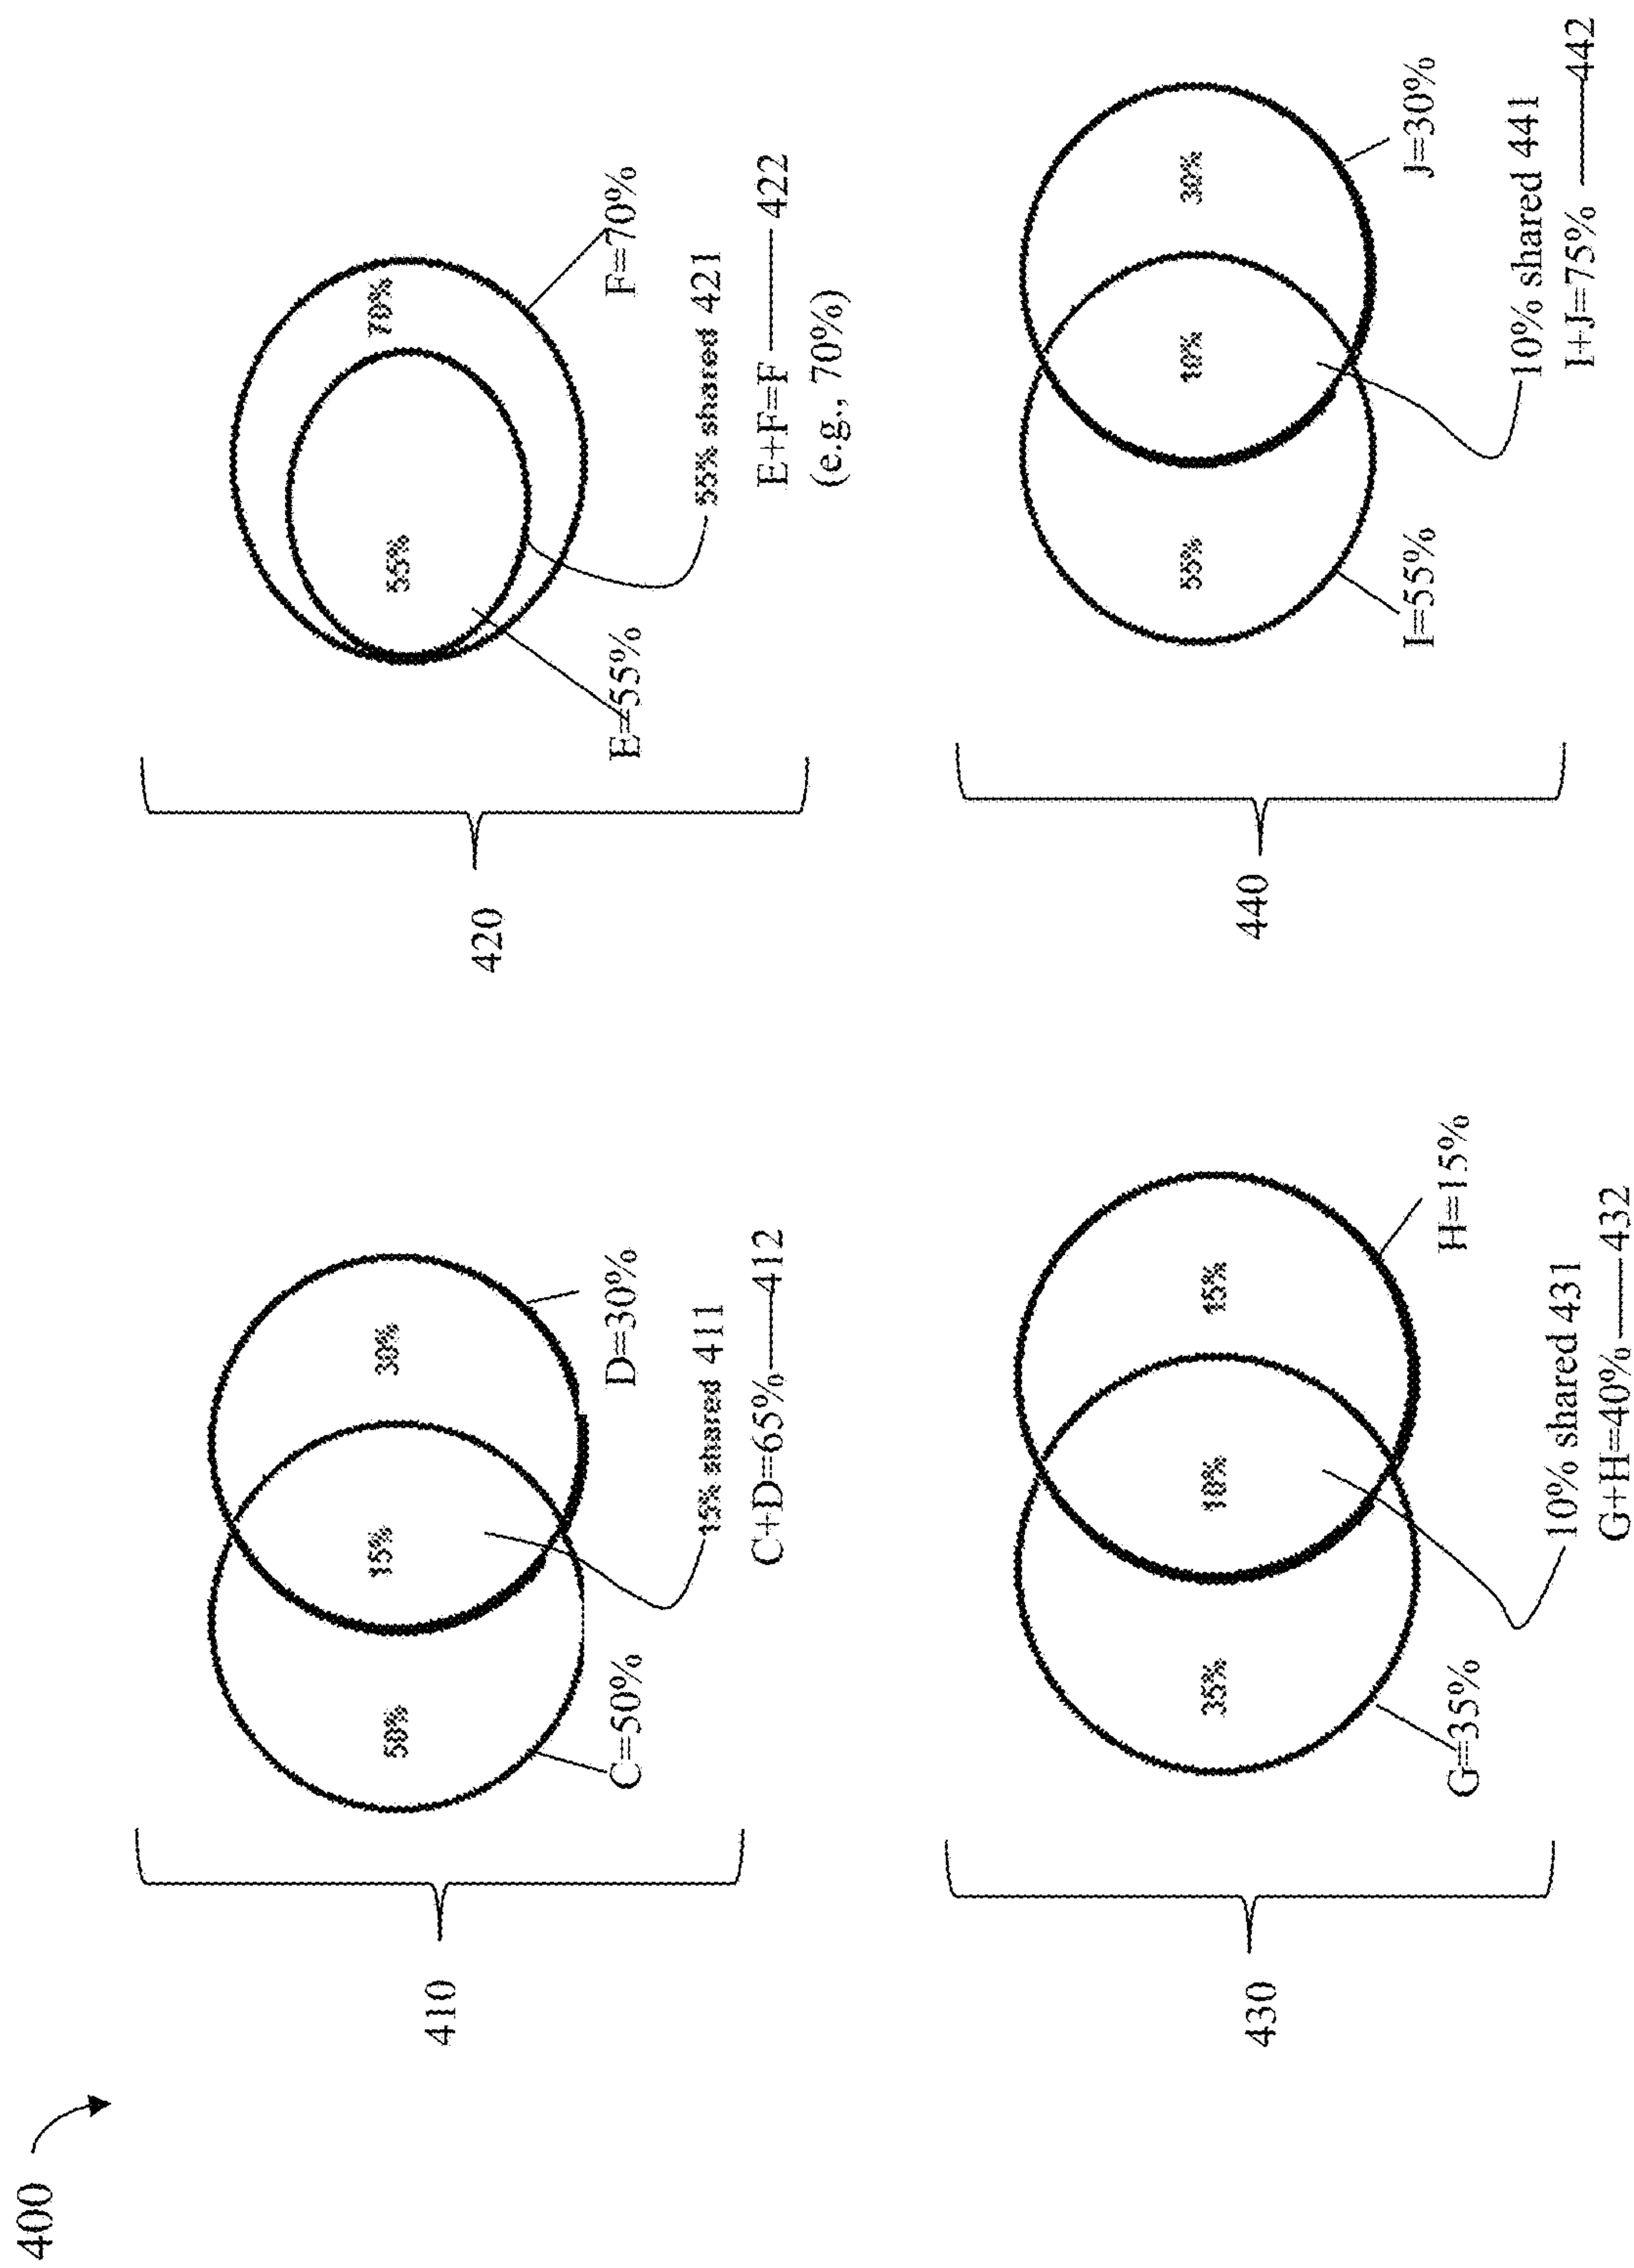 400
410
50%
15%
30%
C=50%
D=30%
15% shared 411
C+D=65% 412
420
55%
70%
E=55%
F=70%
55% shared 421
E+F=F 422
(e.g., 70%)
430
35%
10%
15%
G=35%
H=15%
10% shared 431
G+H=40% 432
440
55%
10%
30%
I=55%
J=30%
10% shared 441
I+J=75% 442